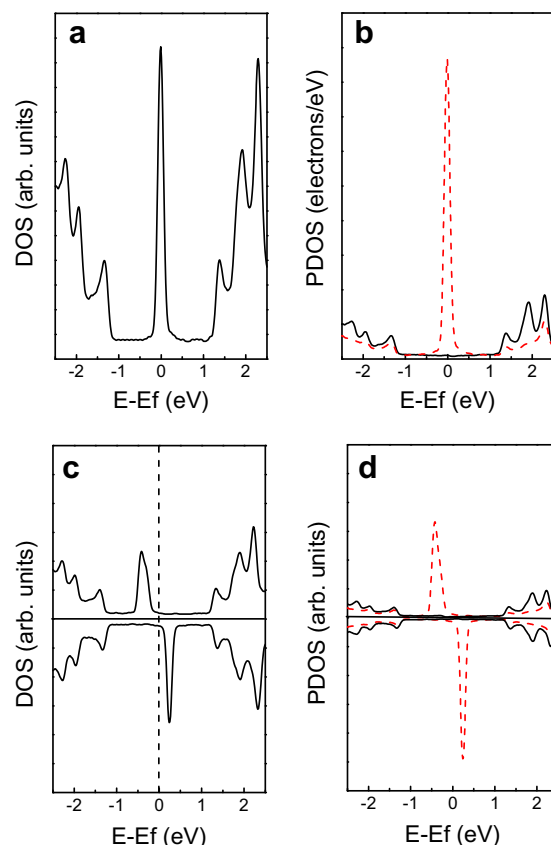 a
DOS (arb. units)
-2 -1 0 1 2
E-Ef (eV)
b
PDOS (electrons/eV)
-2 -1 0 1 2
E-Ef (eV)
c
DOS (arb. units)
-2 -1 0 1 2
E-Ef (eV)
d
PDOS (arb. units)
-2 -1 0 1 2
E-Ef (eV)